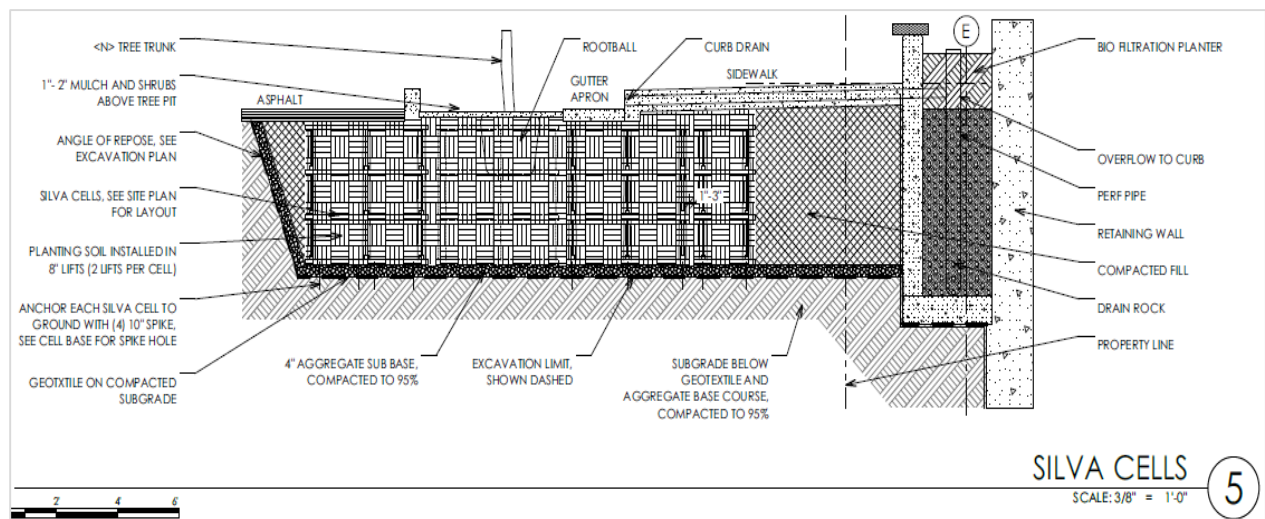 <N> TREE TRUNK
1"- 2" MULCH AND SHRUBS
ABOVE TREE PIT
ASPHALT
ANGLE OF REPOSE, SEE
EXCAVATION PLAN
SILVA CELLS, SEE SITE PLAN
FOR LAYOUT
PLANTING SOIL INSTALLED IN
8" LIFTS (2 LIFTS PER CELL)
ANCHOR EACH SILVA CELL TO
GROUND WITH (4) 10" SPIKE,
SEE CELL BASE FOR SPIKE HOLE
GEOTXTILE ON COMPACTED
SUBGRADE
ROOTBALL
GUTTER
APRON
CURB DRAIN
SIDEWALK
1"-3"
4" AGGREGATE SUB BASE,
COMPACTED TO 95%
EXCAVATION LIMIT,
SHOWN DASHED
SUBGRADE BELOW
GEOTEXTILE AND
AGGREGATE BASE COURSE,
COMPACTED TO 95%
E
BIO FILTRATION PLANTER
OVERFLOW TO CURB
PERF PIPE
RETAINING WALL
COMPACTED FILL
DRAIN ROCK
PROPERTY LINE
SILVA CELLS
SCALE: 3/8" = 1'-0"
5
2' 4' 6'